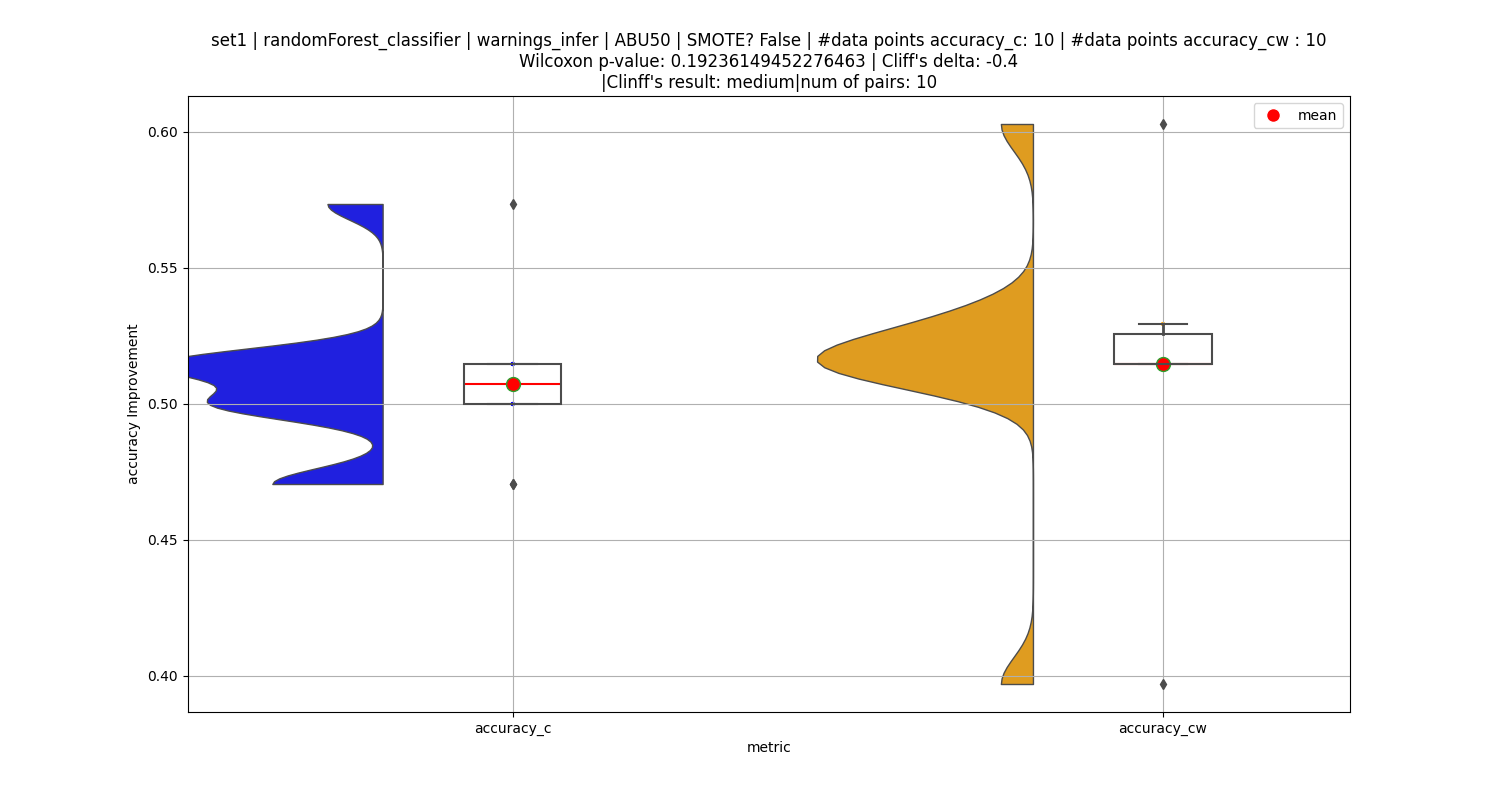 set1 | randomForest_classifier | warnings_infer | ABU50 | SMOTE? False | #data points accuracy_c: 10 | #data points accuracy_cw : 10
Wilcoxon p-value: 0.19236149452276463 | Cliff's delta: -0.4
|Clinff's result: medium|num of pairs: 10
mean
0.60
0.55
0.50
0.45
0.40
accuracy Improvement
accuracy_c
accuracy_cw
metric